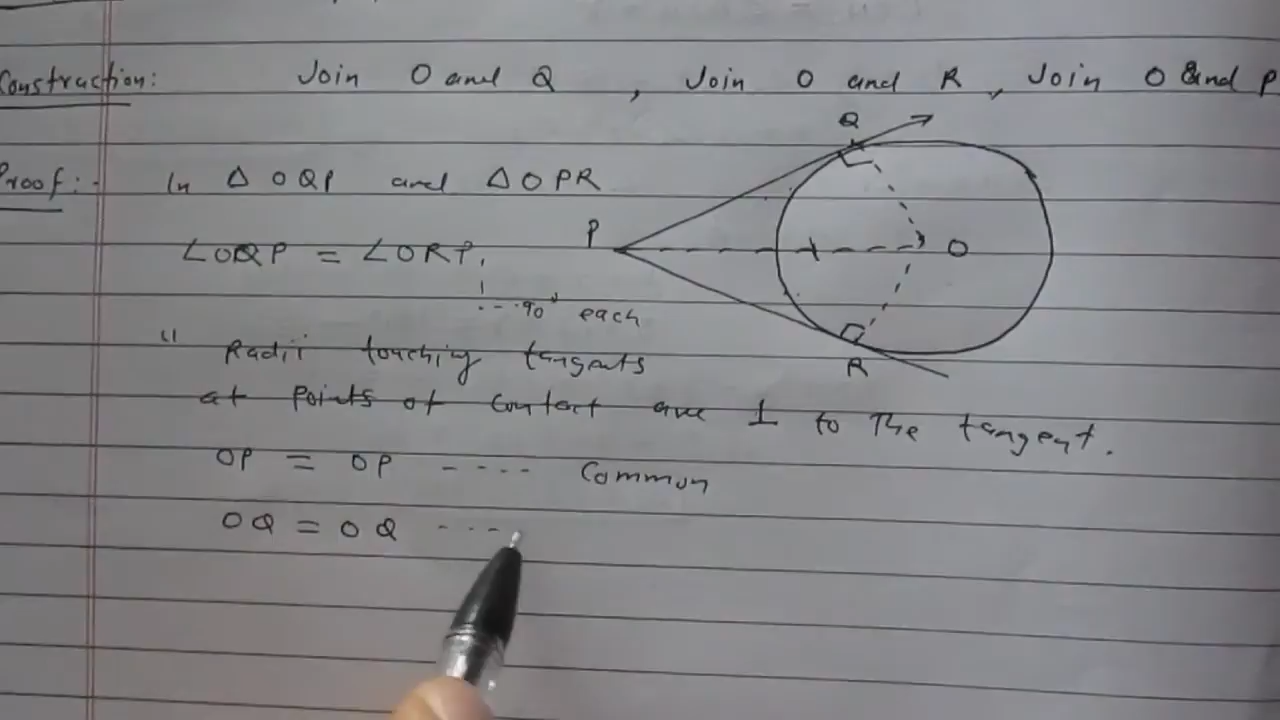 Construction: Join O and Q , Join O and R , Join O and P
Proof:- In Δ OQP and Δ OPR
∠OQP = ∠ORP,
....90° each
" Radii touching tangents
at points of contact are ⊥ to the tangent.
OP = OP ---- Common
OQ = OQ ----
Q
P
O
R